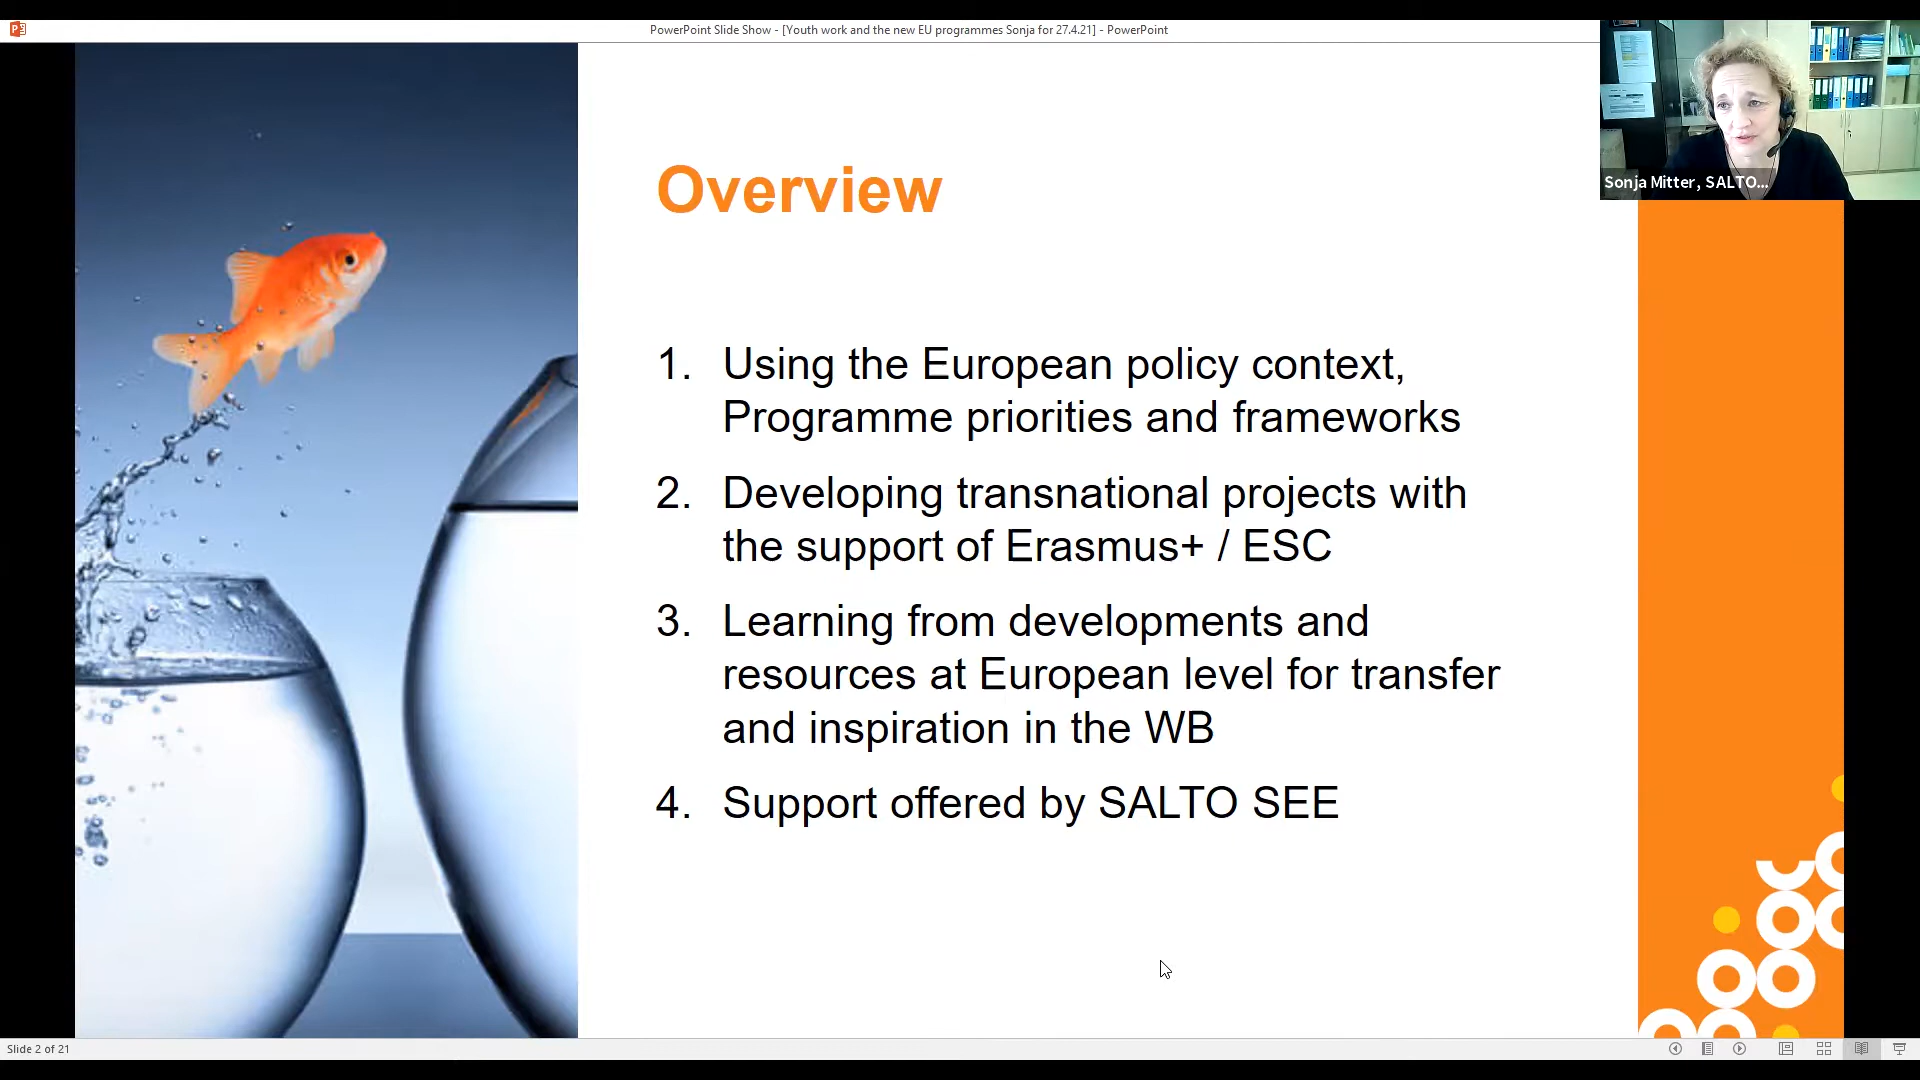 PowerPoint Slide Show - [Youth work and the new EU programmes Sonja for 27.4.21] - PowerPoint
Sonja Mitter, SALTO...
Overview
1. Using the European policy context,
Programme priorities and frameworks
2. Developing transnational projects with
the support of Erasmus+ / ESC
3. Learning from developments and
resources at European level for transfer
and inspiration in the WB
4. Support offered by SALTO SEE
Slide 2 of 21